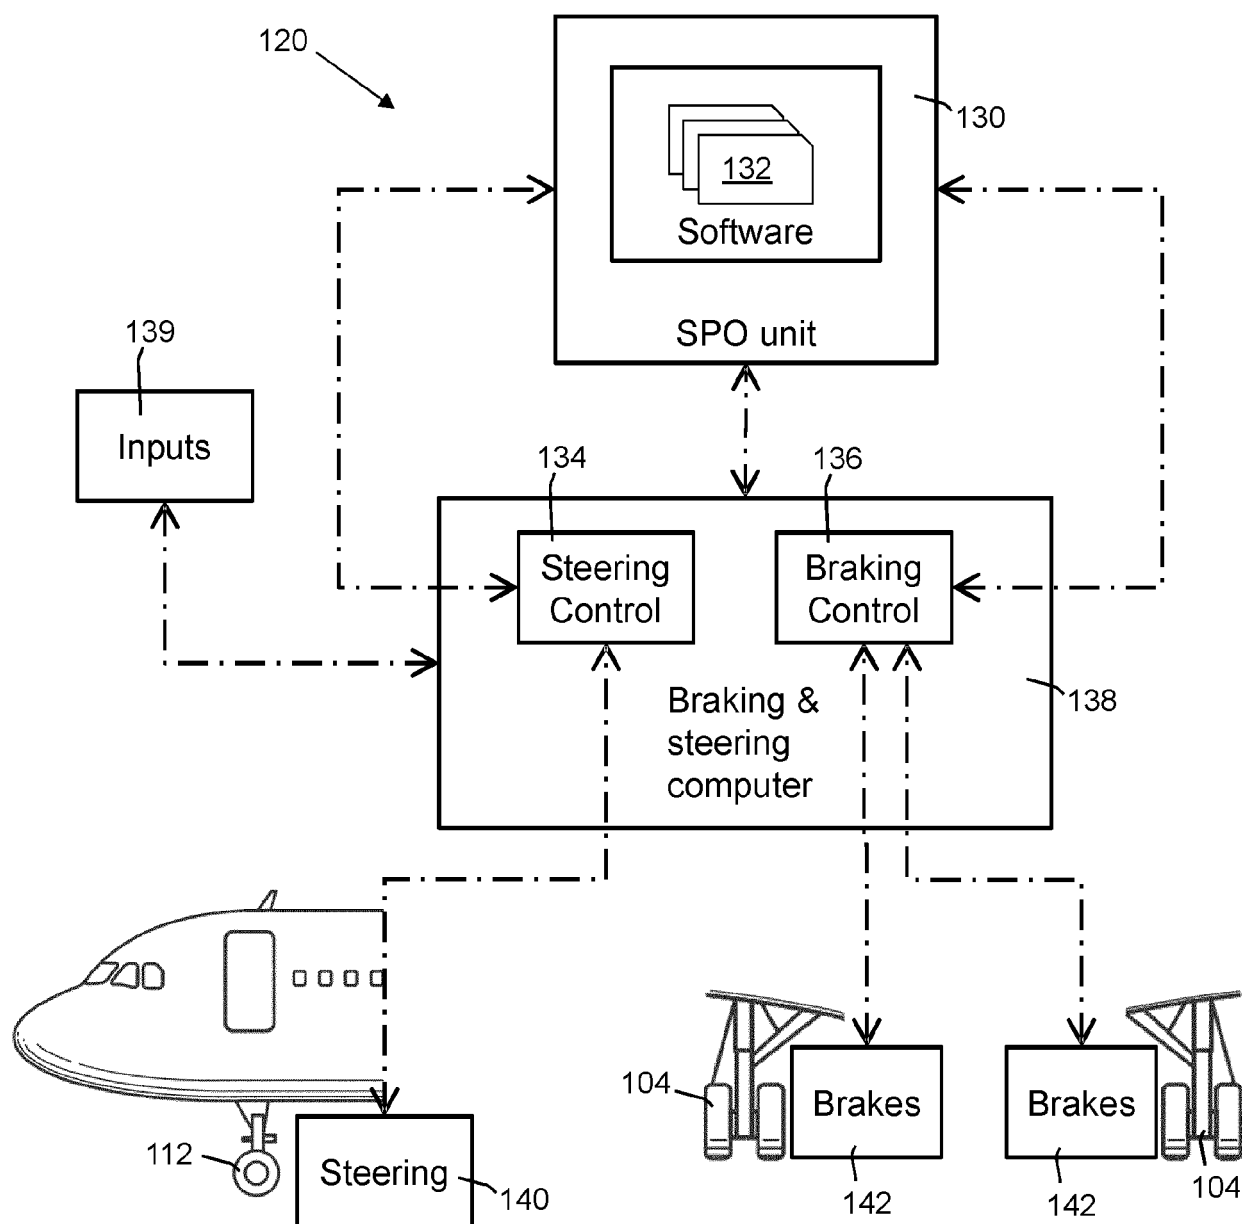 120
130
132
Software
SPO unit
139
Inputs
134
136
Steering
Control
Braking
Control
138
Braking &
steering
computer
104
Brakes
Brakes
112
Steering
140
142
142
104